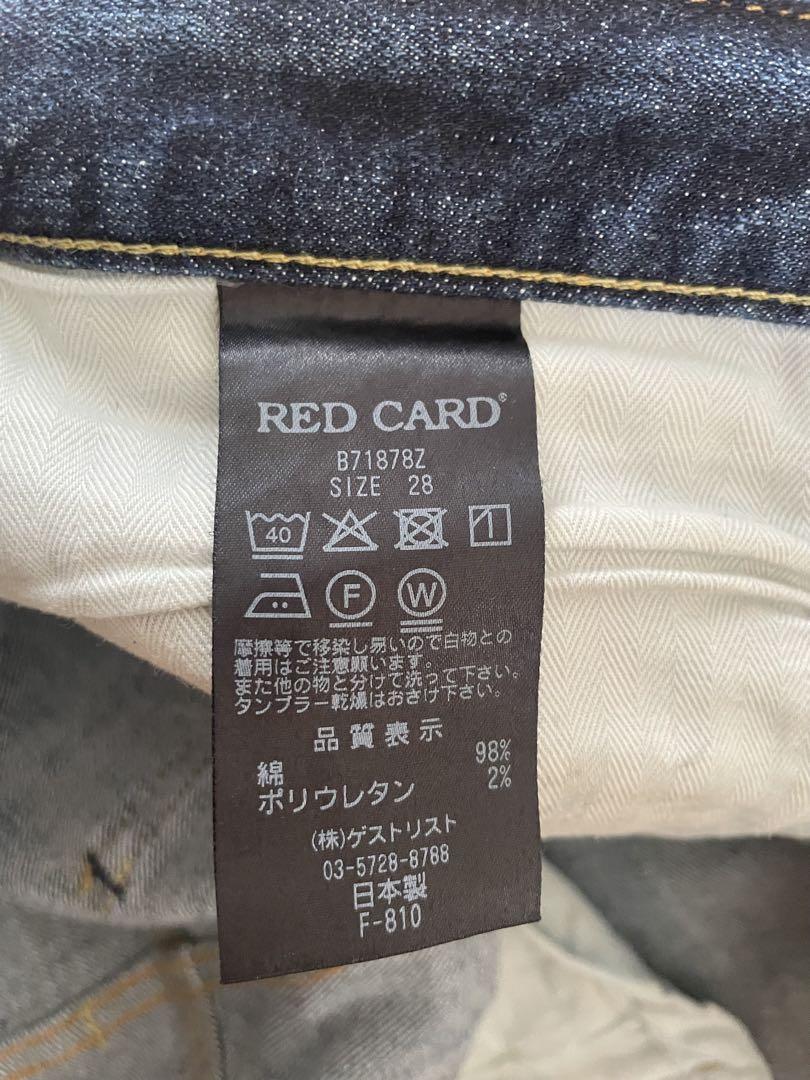 RED CARD®
B71878Z
SIZE 28
40
F W
摩擦等で移染し易いので白物との
着用はご注意願います。
また他の物と分けて洗って下さい。
タンブラー乾燥はおさけ下さい。
品質表示
綿 98%
ポリウレタン 2%
(株)ゲストリスト
03-5728-8788
日本製
F-810